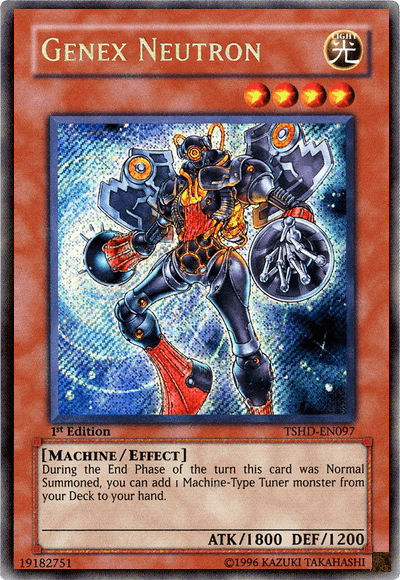 Genex Neutron
LIGHT
光
1st Edition
TSHD-EN097
[Machine/Effect]
During the End Phase of the turn this card was Normal
Summoned, you can add 1 Machine-Type Tuner monster from
your Deck to your hand.
ATK/1800 DEF/1200
19182751
©1996 KAZUKI TAKAHASHI